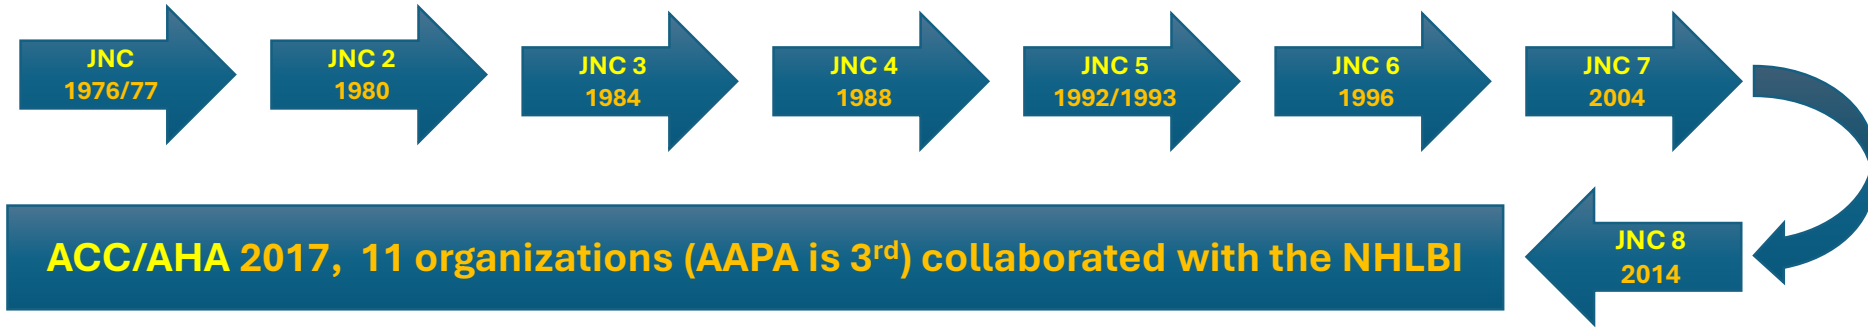 JNC
1976/77
JNC 2
1980
JNC 3
1984
JNC 4
1988
JNC 5
1992/1993
JNC 6
1996
JNC 7
2004
JNC 8
2014
ACC/AHA 2017, 11 organizations (AAPA is 3rd) collaborated with the NHLBI